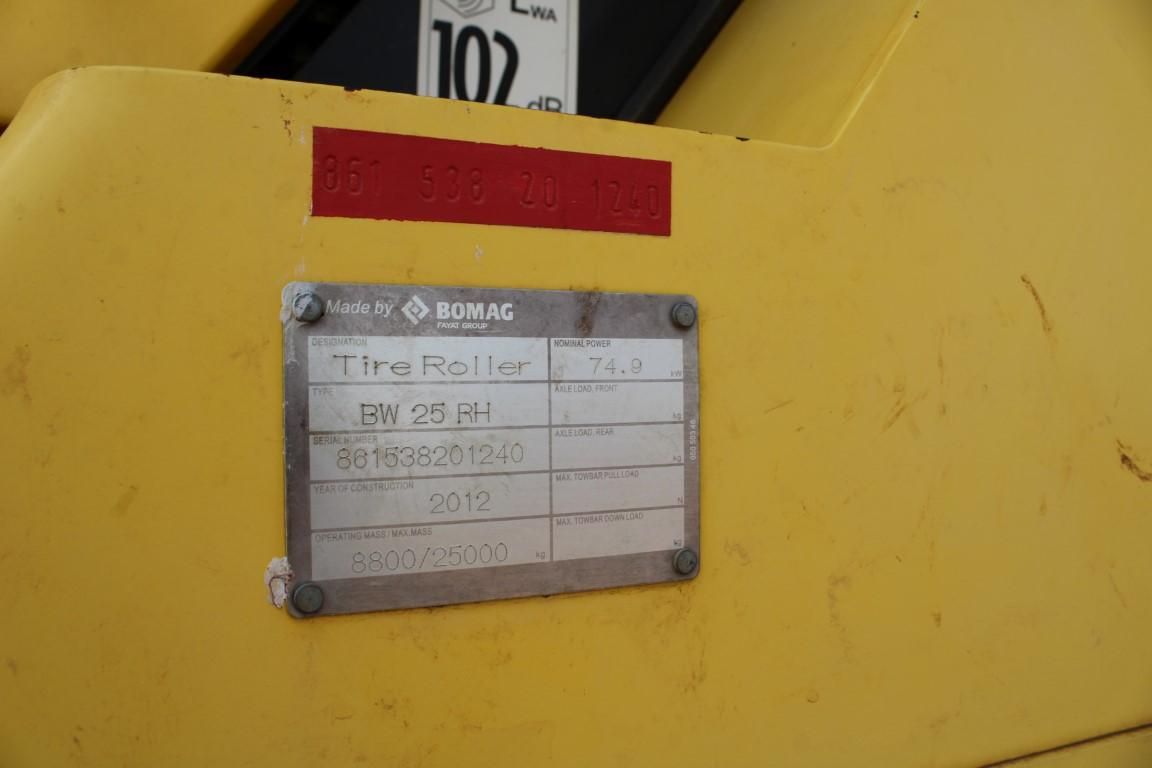 LWA
102
dB
861 538 20 1240
Made by BOMAG
FAYAT GROUP
DESIGNATION
Tire Roller
NOMINAL POWER
74.9 kW
TYPE
BW 25 RH
AXLE LOAD, FRONT
kg
SERIAL NUMBER
861538201240
AXLE LOAD, REAR
kg
YEAR OF CONSTRUCTION
2012
MAX. TOWBAR PULL LOAD
N
OPERATING MASS / MAX.MASS
8800/25000 kg
MAX. TOWBAR DOWN LOAD
kg